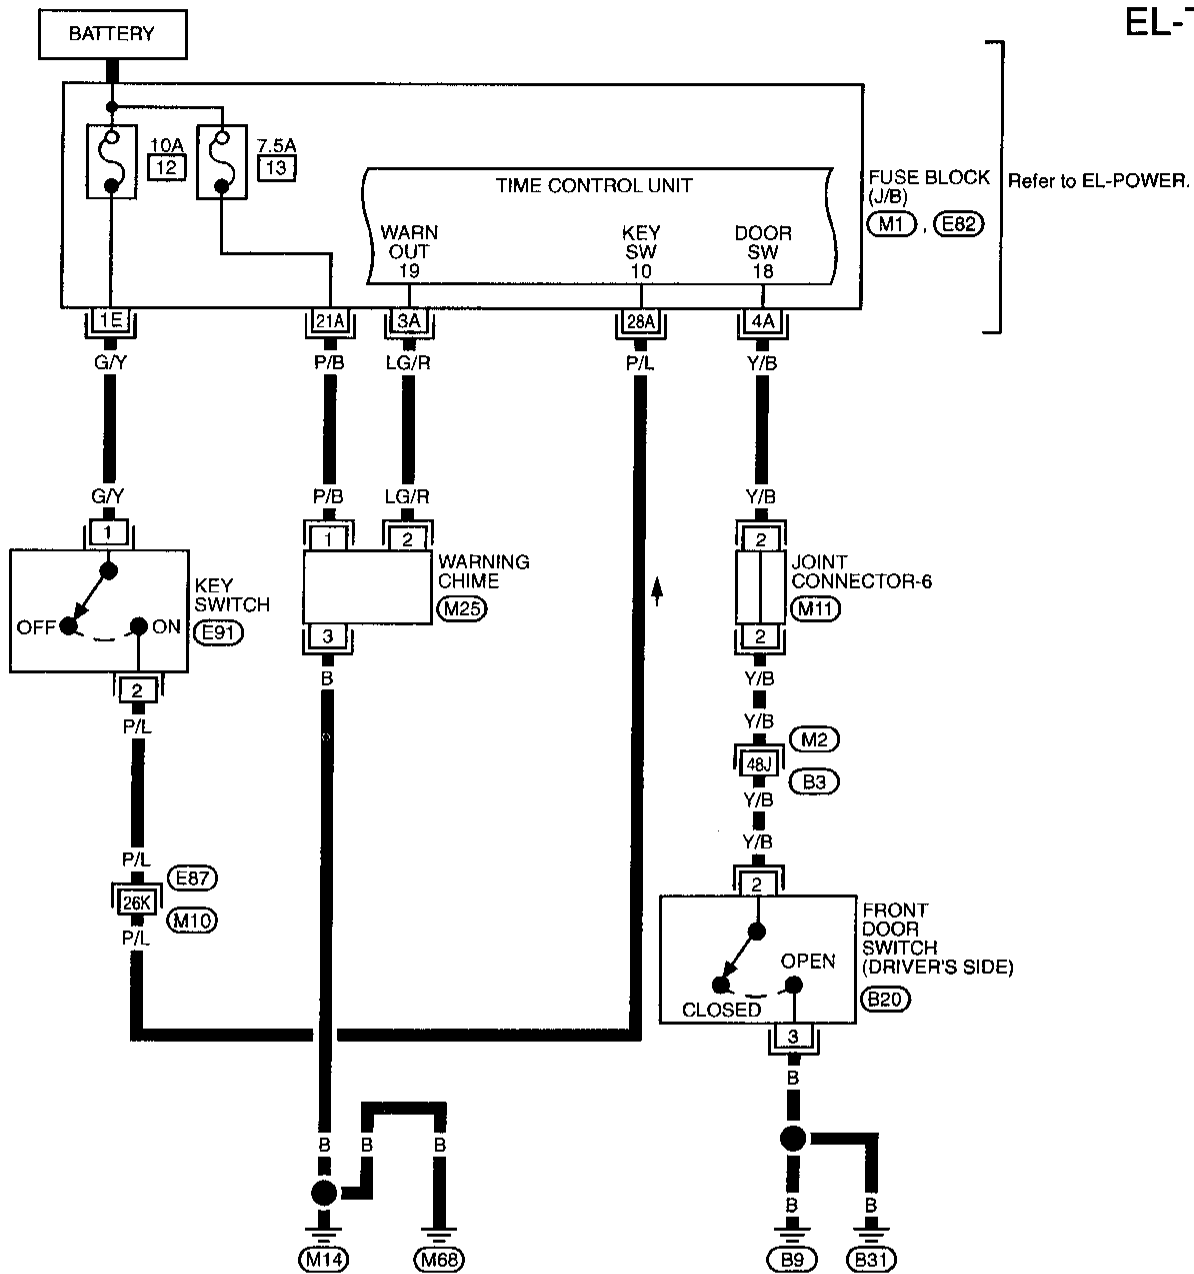 EL-
BATTERY
10A
12
7.5A
13
TIME CONTROL UNIT
WARN
OUT
19
KEY
SW
10
DOOR
SW
18
FUSE BLOCK
(J/B)
M1 , E82
Refer to EL-POWER.
1E
21A
3A
28A
4A
G/Y
P/B
LG/R
P/L
Y/B
G/Y
P/B
LG/R
Y/B
1
1
2
2
KEY
SWITCH
E91
OFF
ON
2
WARNING
CHIME
M25
3
JOINT
CONNECTOR-6
M11
2
P/L
B
Y/B
Y/B
M2
48J
B3
Y/B
Y/B
P/L
E87
26K
M10
P/L
2
FRONT
DOOR
SWITCH
(DRIVER'S SIDE)
B20
OPEN
CLOSED
3
B
B
B
B
B
B
M14
M68
B9
B31